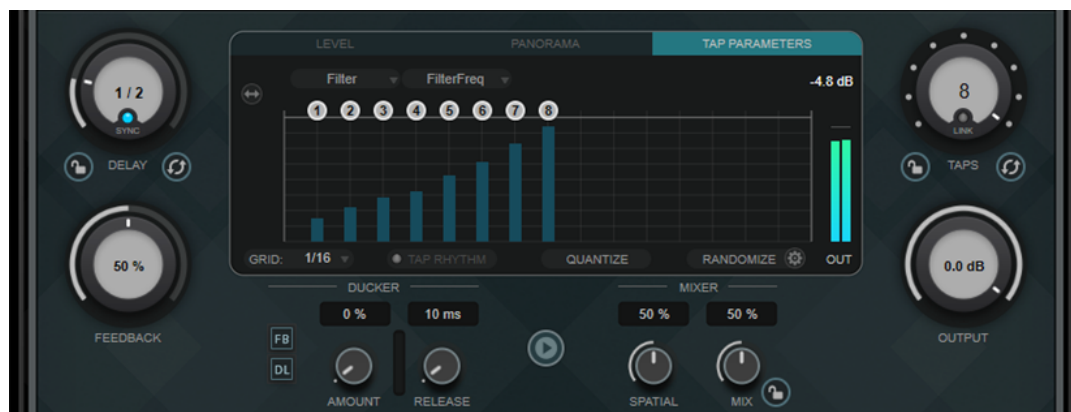 LEVEL PANORAMA TAP PARAMETERS
Filter FilterFreq -4.8 dB
1 2 3 4 5 6 7 8
1 / 2
SYNC
DELAY
8
LINK
TAPS
GRID: 1/16 TAP RHYTHM QUANTIZE RANDOMIZE OUT
50 %
FEEDBACK
DUCKER
0 % 10 ms
FB
DL
AMOUNT RELEASE
MIXER
50 % 50 %
SPATIAL MIX
0.0 dB
OUTPUT